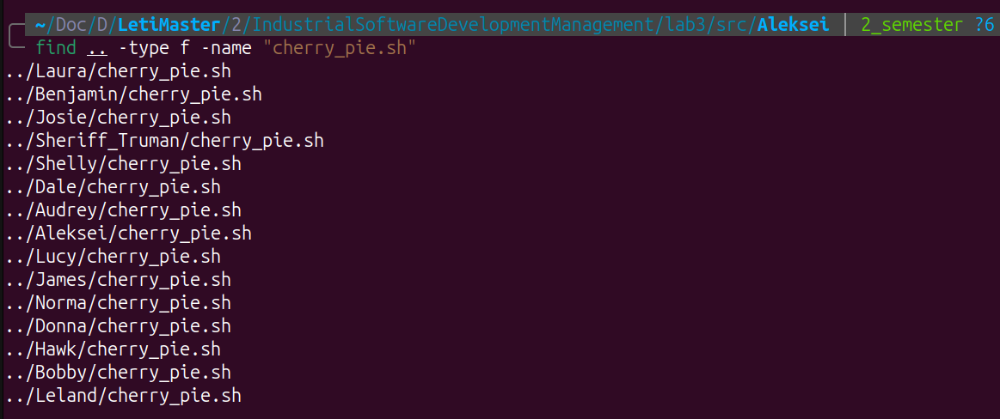 ~/Doc/D/LetiMaster/2/IndustrialSoftwareDevelopmentManagement/lab3/src/Aleksei | 2_semester ?6
find .. -type f -name "cherry_pie.sh"
../Laura/cherry_pie.sh
../Benjamin/cherry_pie.sh
../Josie/cherry_pie.sh
../Sheriff_Truman/cherry_pie.sh
../Shelly/cherry_pie.sh
../Dale/cherry_pie.sh
../Audrey/cherry_pie.sh
../Aleksei/cherry_pie.sh
../Lucy/cherry_pie.sh
../James/cherry_pie.sh
../Norma/cherry_pie.sh
../Donna/cherry_pie.sh
../Hawk/cherry_pie.sh
../Bobby/cherry_pie.sh
../Leland/cherry_pie.sh